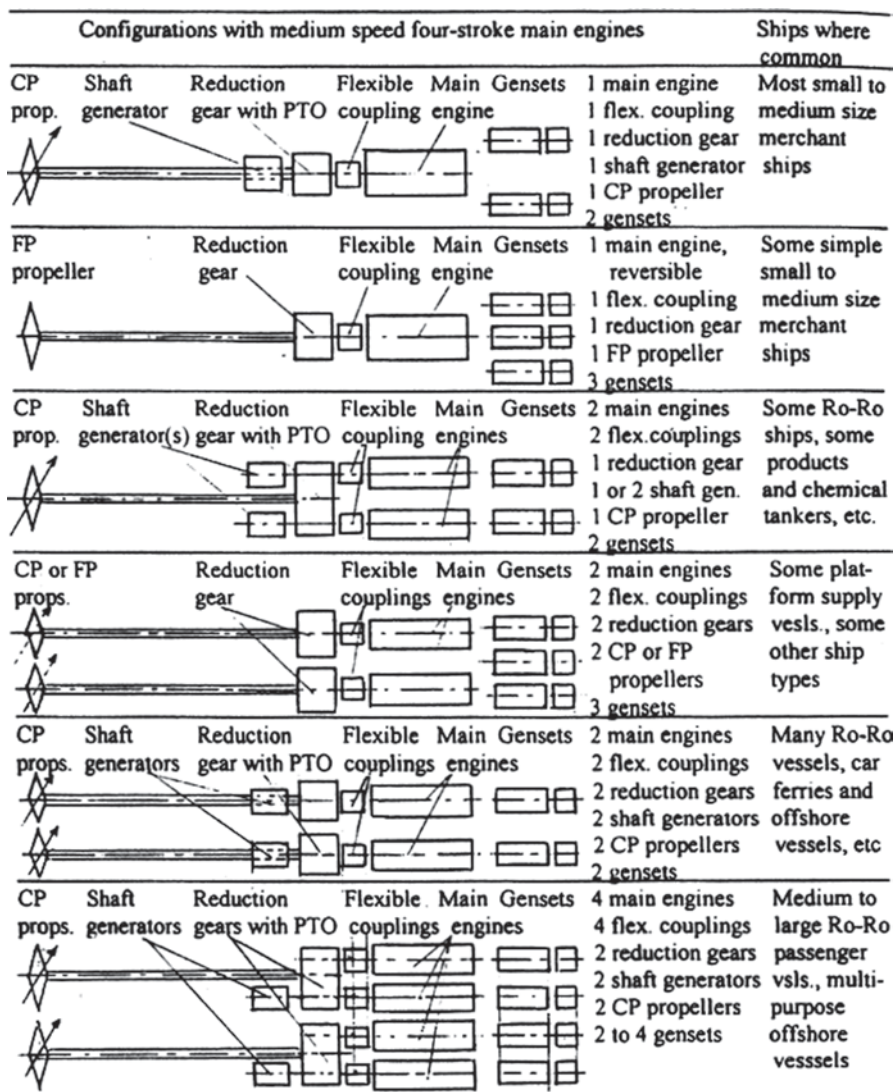 Configurations with medium speed four-stroke main engines
Ships where common
CP prop.
Shaft generator
Reduction gear with PTO
Flexible coupling
Main engine
Gensets
1 main engine
1 flex. coupling
1 reduction gear
1 shaft generator
1 CP propeller
2 gensets
Most small to
medium size
merchant
ships
FP propeller
Reduction gear
Flexible coupling
Main engine
Gensets
1 main engine,
reversible
1 flex. coupling
1 reduction gear
1 FP propeller
3 gensets
Some simple
small to
medium size
merchant
ships
CP prop.
Shaft generator(s)
Reduction gear with PTO
Flexible coupling
Main engines
Gensets
2 main engines
2 flex.couplings
1 reduction gear
1 or 2 shaft gen.
1 CP propeller
2 gensets
Some Ro-Ro
ships, some
products
and chemical
tankers, etc.
CP or FP props.
Reduction gear
Flexible couplings
Main engines
Gensets
2 main engines
2 flex. couplings
2 reduction gears
2 CP or FP
propellers
3 gensets
Some plat-
form supply
vesls., some
other ship
types
CP props.
Shaft generators
Reduction gear with PTO
Flexible couplings
Main engines
Gensets
2 main engines
2 flex. couplings
2 reduction gears
2 shaft generators
2 CP propellers
2 gensets
Many Ro-Ro
vessels, car
ferries and
offshore
vessels, etc
CP props.
Shaft generators
Reduction gears with PTO
Flexible couplings
Main engines
Gensets
4 main engines
4 flex. couplings
2 reduction gears
2 shaft generators
2 CP propellers
2 to 4 gensets
Medium to
large Ro-Ro
passenger
vsls., multi-
purpose
offshore
vesssels